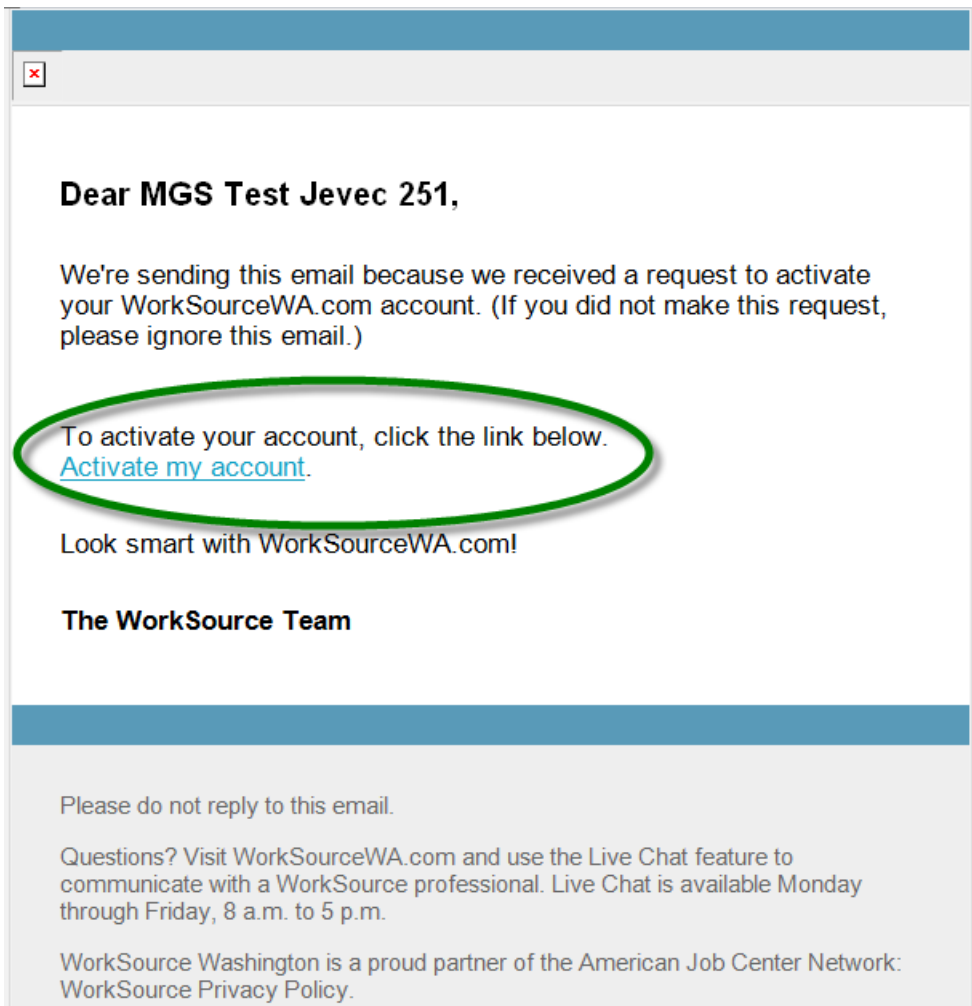 Dear MGS Test Jevec 251,
We're sending this email because we received a request to activate
your WorkSourceWA.com account. (If you did not make this request,
please ignore this email.)
To activate your account, click the link below.
Activate my account.
Look smart with WorkSourceWA.com!
The WorkSource Team
Please do not reply to this email.
Questions? Visit WorkSourceWA.com and use the Live Chat feature to
communicate with a WorkSource professional. Live Chat is available Monday
through Friday, 8 a.m. to 5 p.m.
WorkSource Washington is a proud partner of the American Job Center Network:
WorkSource Privacy Policy.